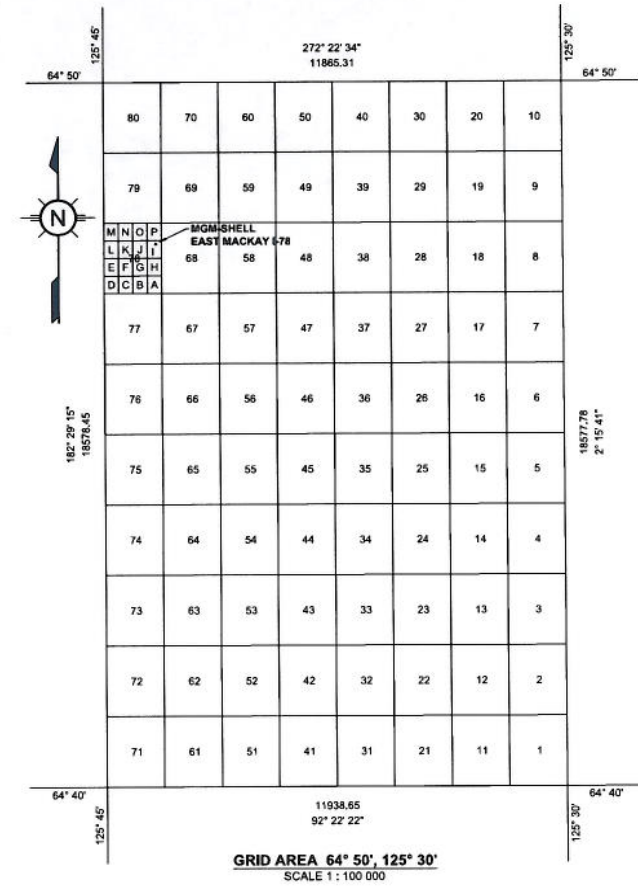 272° 22' 34"
11865.31
125° 45'
125° 30'
64° 50'
64° 50'
80 70 60 50 40 30 20 10
79 69 59 49 39 29 19 9
N
M N O P
MGM-SHELL
EAST MACKAY I-78
L K J I
78 68 58 48 38 28 18 8
E F G H
D C B A
77 67 57 47 37 27 17 7
76 66 56 46 36 26 16 6
182° 29' 15"
18578.45
18577.78
2° 15' 41"
75 65 55 45 35 25 15 5
74 64 54 44 34 24 14 4
73 63 53 43 33 23 13 3
72 62 52 42 32 22 12 2
71 61 51 41 31 21 11 1
64° 40'
64° 40'
125° 45'
125° 30'
11938.65
92° 22' 22"
GRID AREA 64° 50', 125° 30'
SCALE 1 : 100 000